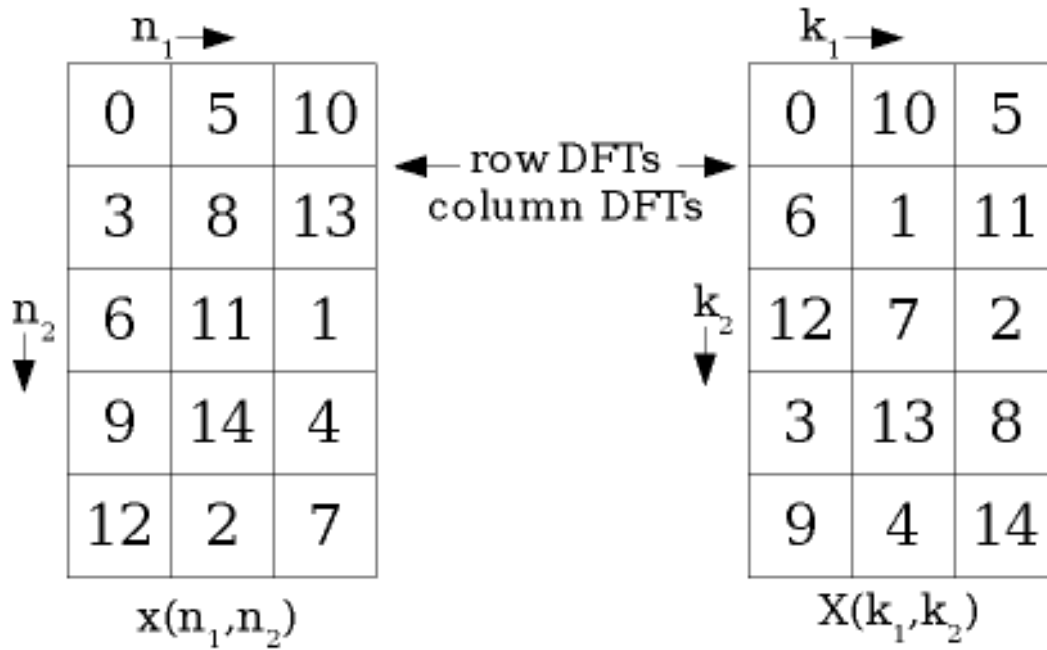 n₁ k₁
0 5 10 0 10 5
row DFTs
column DFTs
3 8 13 6 1 11
n₂ k₂
6 11 1 12 7 2
9 14 4 3 13 8
12 2 7 9 4 14
x(n₁,n₂) X(k₁,k₂)